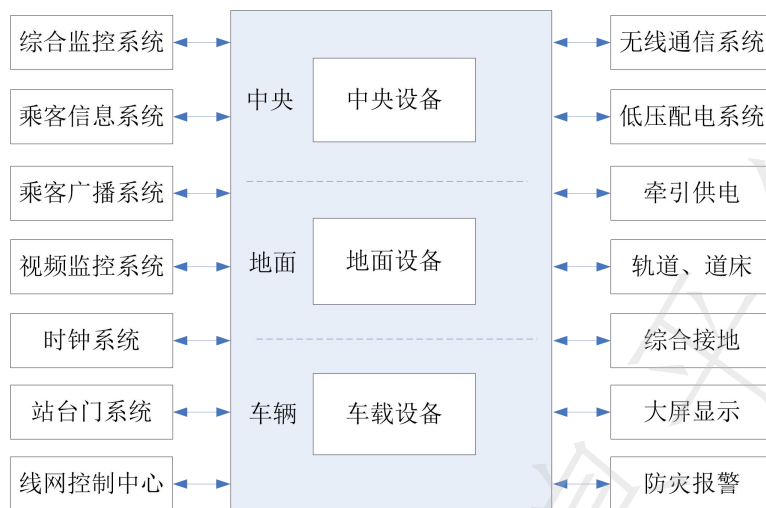 综合监控系统
无线通信系统
中央
中央设备
乘客信息系统
低压配电系统
乘客广播系统
牵引供电
地面
地面设备
视频监控系统
轨道、道床
时钟系统
综合接地
车辆
车载设备
站台门系统
大屏显示
线网控制中心
防灾报警